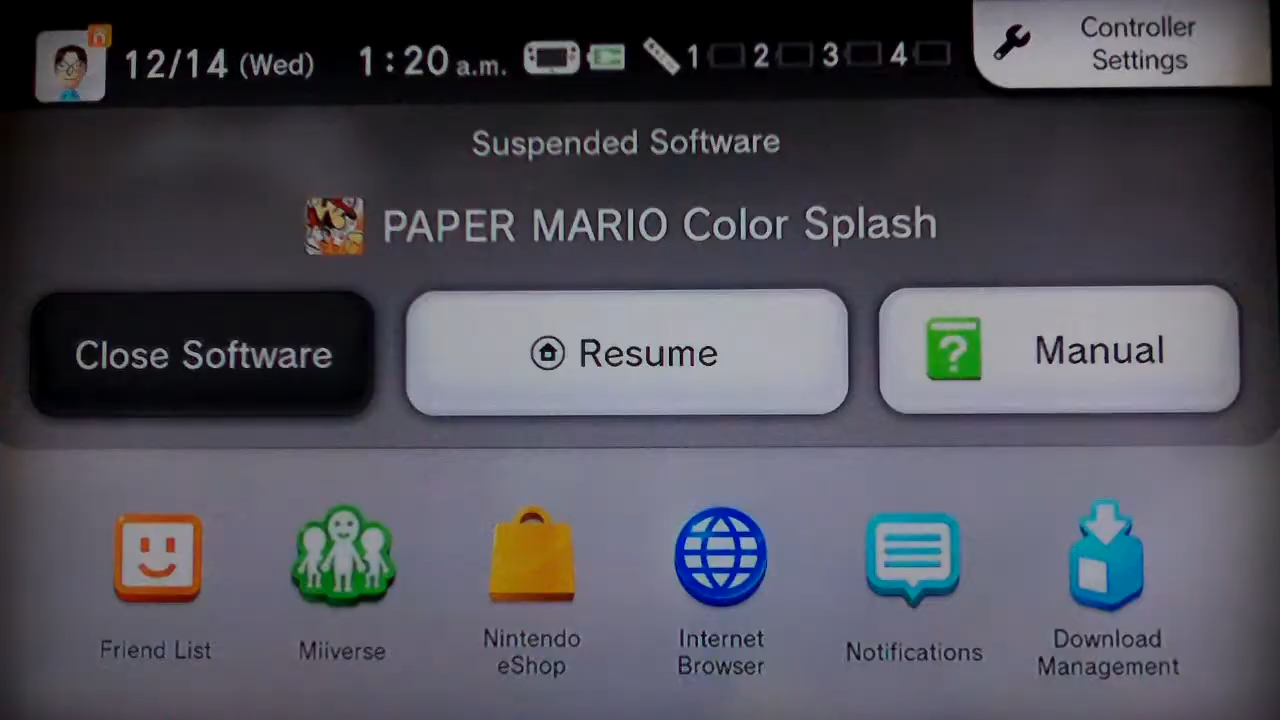 12/14 (Wed) 1:20 a.m. 1 2 3 4
Controller
Settings
Suspended Software
PAPER MARIO Color Splash
Close Software
Resume
? Manual
Friend List
Miiverse
Nintendo
eShop
Internet
Browser
Notifications
Download
Management